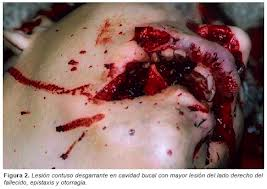 Figura 2. Lesión contuso desgarrante en cavidad bucal con mayor lesión del lado derecho del
fallecido, epistaxis y otorragia.